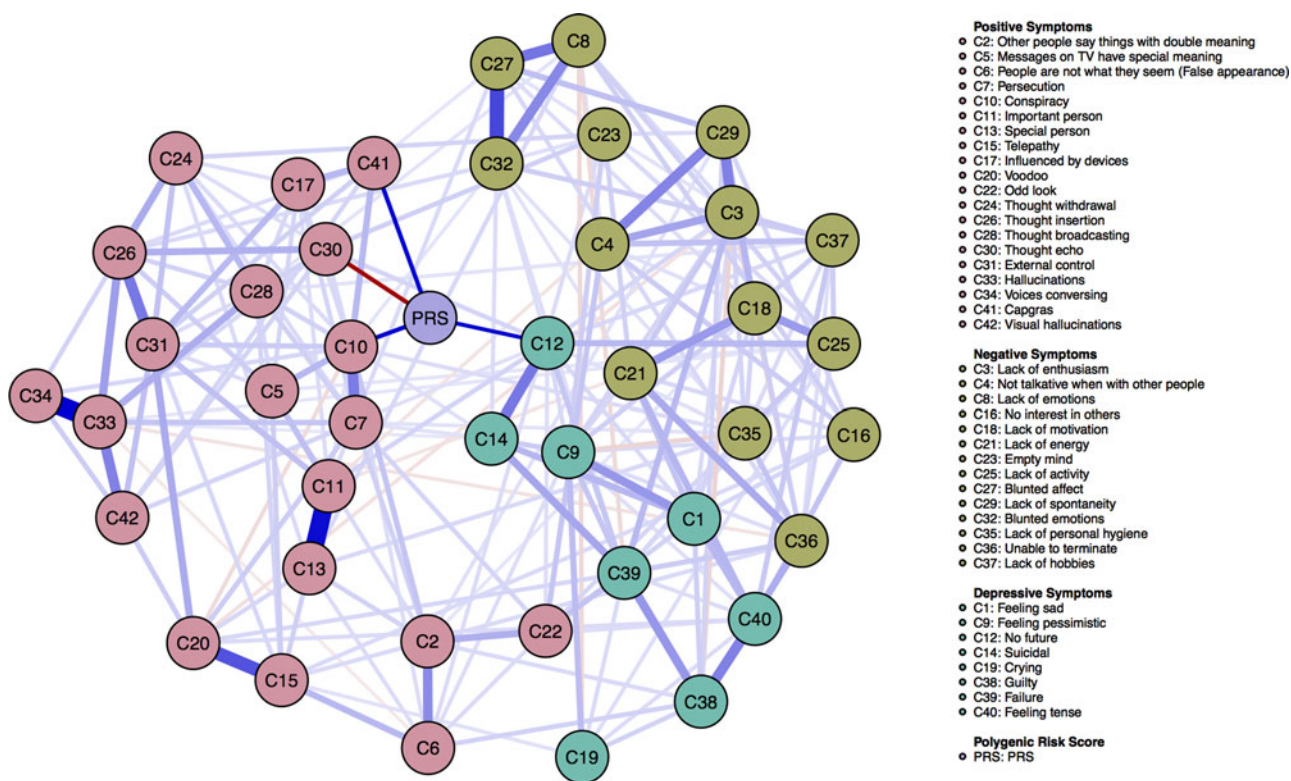 C8
C27
C23
C29
C24
C41
C32
C17
C3
C30
C4
C37
C26
C28
C18
PRS
C31
C10
C12
C25
C21
C34
C5
C33
C7
C14
C9
C35
C16
C11
C42
C1
C36
C13
C39
C20
C2
C22
C40
C15
C38
C6
C19
Positive Symptoms
C2: Other people say things with double meaning
C5: Messages on TV have special meaning
C6: People are not what they seem (False appearance)
C7: Persecution
C10: Conspiracy
C11: Important person
C13: Special person
C15: Telepathy
C17: Influenced by devices
C20: Voodoo
C22: Odd look
C24: Thought withdrawal
C26: Thought insertion
C28: Thought broadcasting
C30: Thought echo
C31: External control
C33: Hallucinations
C34: Voices conversing
C41: Capgras
C42: Visual hallucinations
Negative Symptoms
C3: Lack of enthusiasm
C4: Not talkative when with other people
C8: Lack of emotions
C16: No interest in others
C18: Lack of motivation
C21: Lack of energy
C23: Empty mind
C25: Lack of activity
C27: Blunted affect
C29: Lack of spontaneity
C32: Blunted emotions
C35: Lack of personal hygiene
C36: Unable to terminate
C37: Lack of hobbies
Depressive Symptoms
C1: Feeling sad
C9: Feeling pessimistic
C12: No future
C14: Suicidal
C19: Crying
C38: Guilty
C39: Failure
C40: Feeling tense
Polygenic Risk Score
PRS: PRS